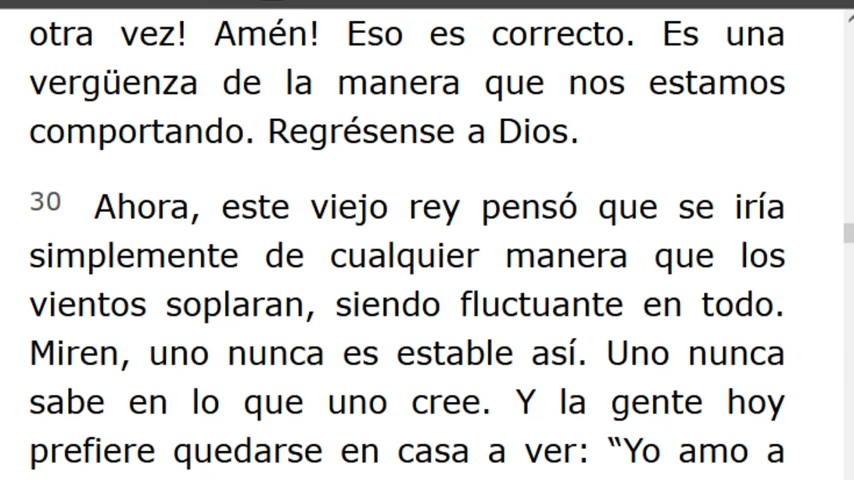 otra vez! Amén! Eso es correcto. Es una
vergüenza de la manera que nos estamos
comportando. Regrésense a Dios.
30 Ahora, este viejo rey pensó que se iría
simplemente de cualquier manera que los
vientos soplaran, siendo fluctuante en todo.
Miren, uno nunca es estable así. Uno nunca
sabe en lo que uno cree. Y la gente hoy
prefiere quedarse en casa a ver: “Yo amo a